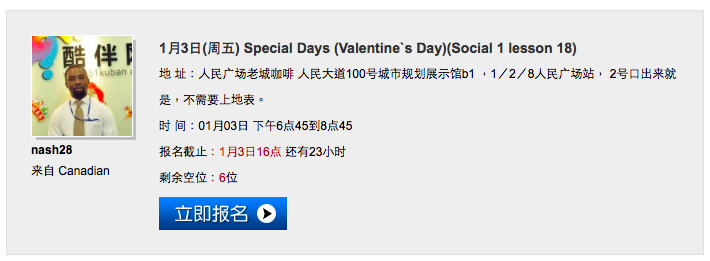 酷伴网
51kuban
1月3日(周五) Special Days (Valentine`s Day)(Social 1 lesson 18)
地 址：人民广场老城咖啡 人民大道100号城市规划展示馆b1 ，1／2／8人民广场站， 2号口出来就
是，不需要上地表。
时 间：01月03日 下午6点45到8点45
报名截止：1月3日16点 还有23小时
剩余空位：6位
立即报名
nash28
来自 Canadian